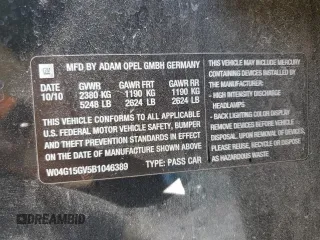 GM
MFD BY ADAM OPEL GMBH GERMANY
DATE GVWR GAWR FRT GAWR RR
10/10 2380 KG 1190 KG 1190 KG
5248 LB 2624 LB 2624 LB
THIS VEHICLE CONFORMS TO ALL APPLICABLE
U.S. FEDERAL MOTOR VEHICLE SAFETY, BUMPER
AND THEFT PREVENTION STANDARDS IN EFFECT
ON THE DATE OF MANUFACTURE SHOWN ABOVE.
W04G15GV5B1046389 TYPE: PASS CAR
THIS VEHICLE MAY INCLUDE MERCURY
CONTAINING DEVICES INSTALLED BY
THE MANUFACTURER:
- HIGH INTENSITY DISCHARGE
HEADLAMPS
- BACK LIGHTING COLOR DISPLAY
REMOVE DEVICES BEFORE VEHICLE
DISPOSAL. UPON REMOVAL OF DEVICES
PLEASE REUSE, RECYCLE OR DISPOSE
AS HAZARDOUS WASTE.
DREAMBID